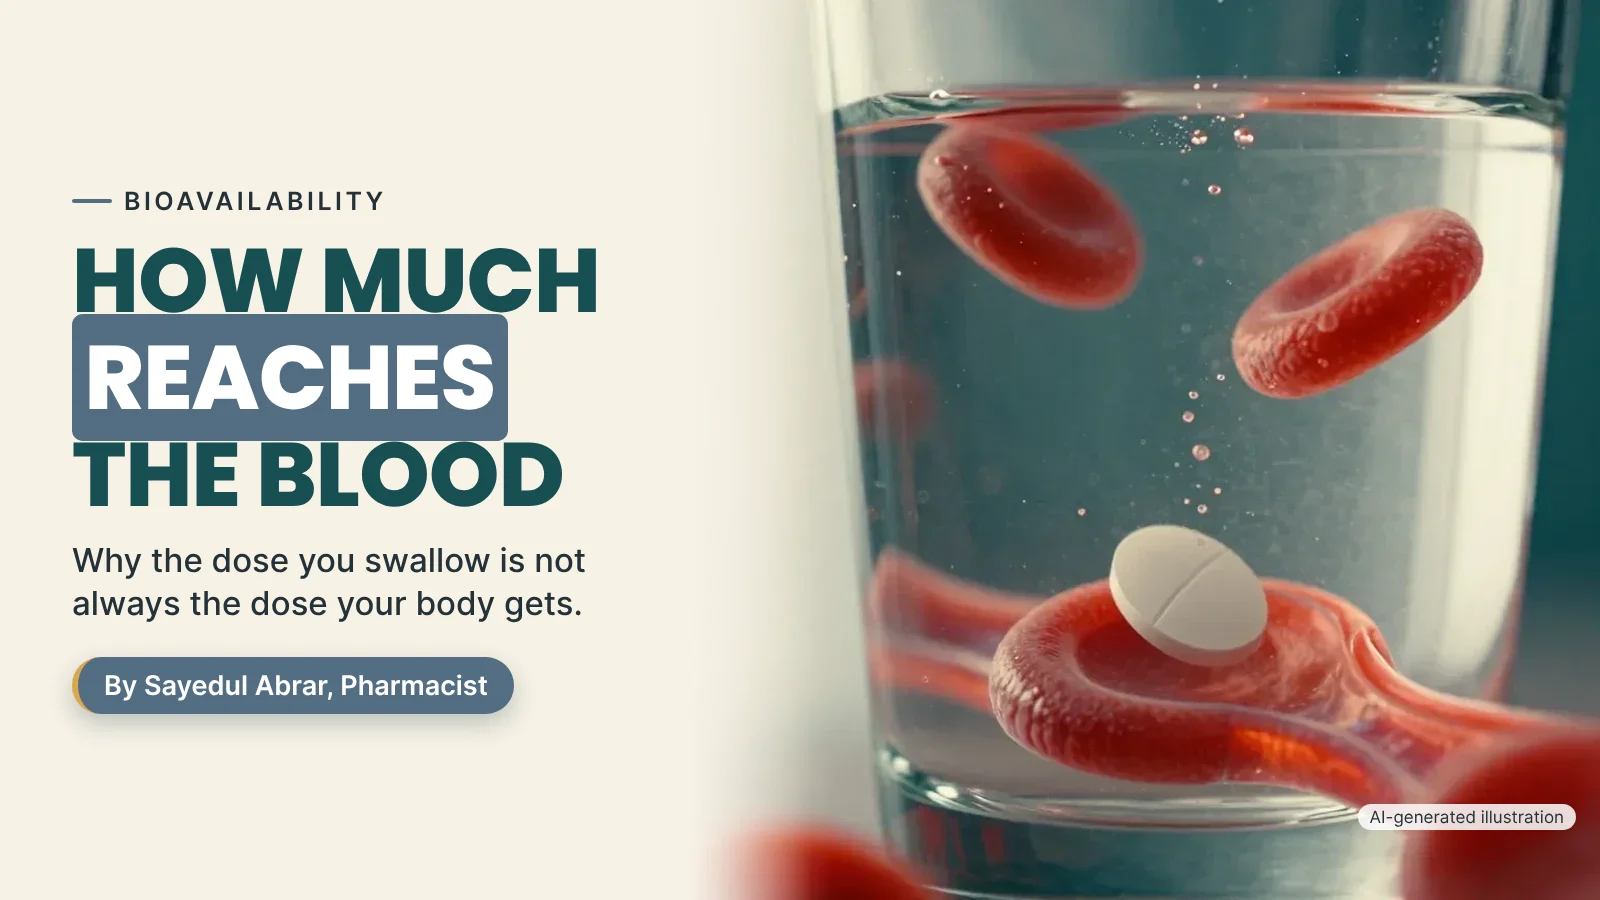 BIOAVAILABILITY
HOW MUCH
REACHES
THE BLOOD
Why the dose you swallow is not
always the dose your body gets.
By Sayedul Abrar, Pharmacist
AI-generated illustration